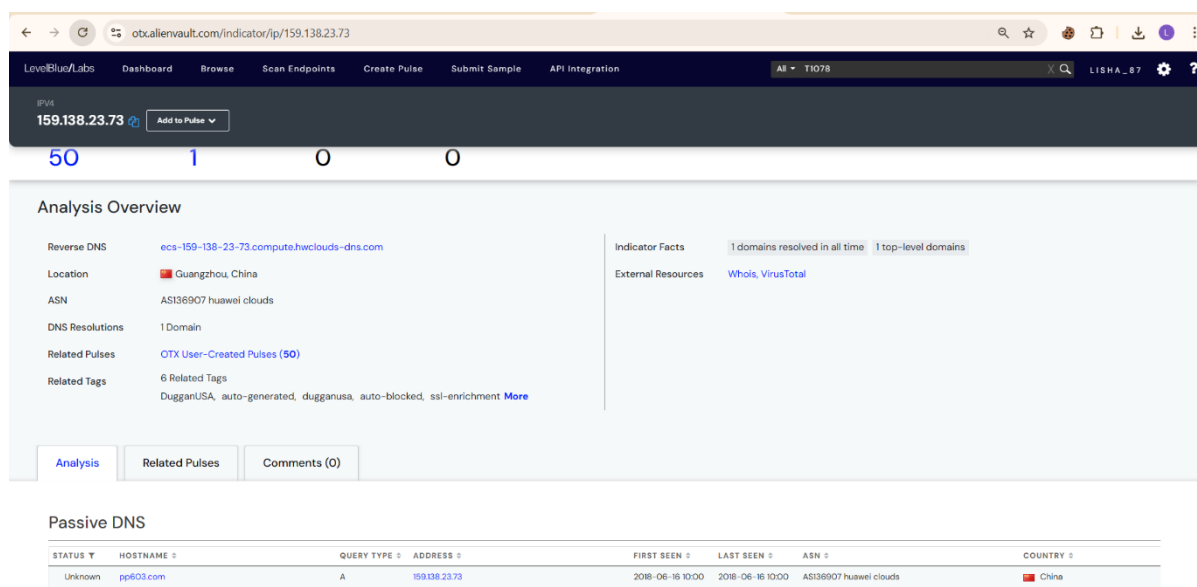 otx.alienvault.com/indicator/ip/159.138.23.73
LevelBlue/Labs Dashboard Browse Scan Endpoints Create Pulse Submit Sample API Integration All T1078 X LISHA_87 ?
IPV4
159.138.23.73 Add to Pulse
50 1 0 0
Analysis Overview
Reverse DNS ecs-159-138-23-73.compute.hwclouds-dns.com Indicator Facts 1 domains resolved in all time 1 top-level domains
Location Guangzhou, China External Resources Whois, VirusTotal
ASN AS136907 huawei clouds
DNS Resolutions 1 Domain
Related Pulses OTX User-Created Pulses (50)
Related Tags 6 Related Tags
DugganUSA, auto-generated, dugganusa, auto-blocked, ssl-enrichment More
Analysis Related Pulses Comments (0)
Passive DNS
STATUS HOSTNAME QUERY TYPE ADDRESS FIRST SEEN LAST SEEN ASN COUNTRY
Unknown pp603.com A 159.138.23.73 2018-06-16 10:00 2018-06-16 10:00 AS136907 huawei clouds China